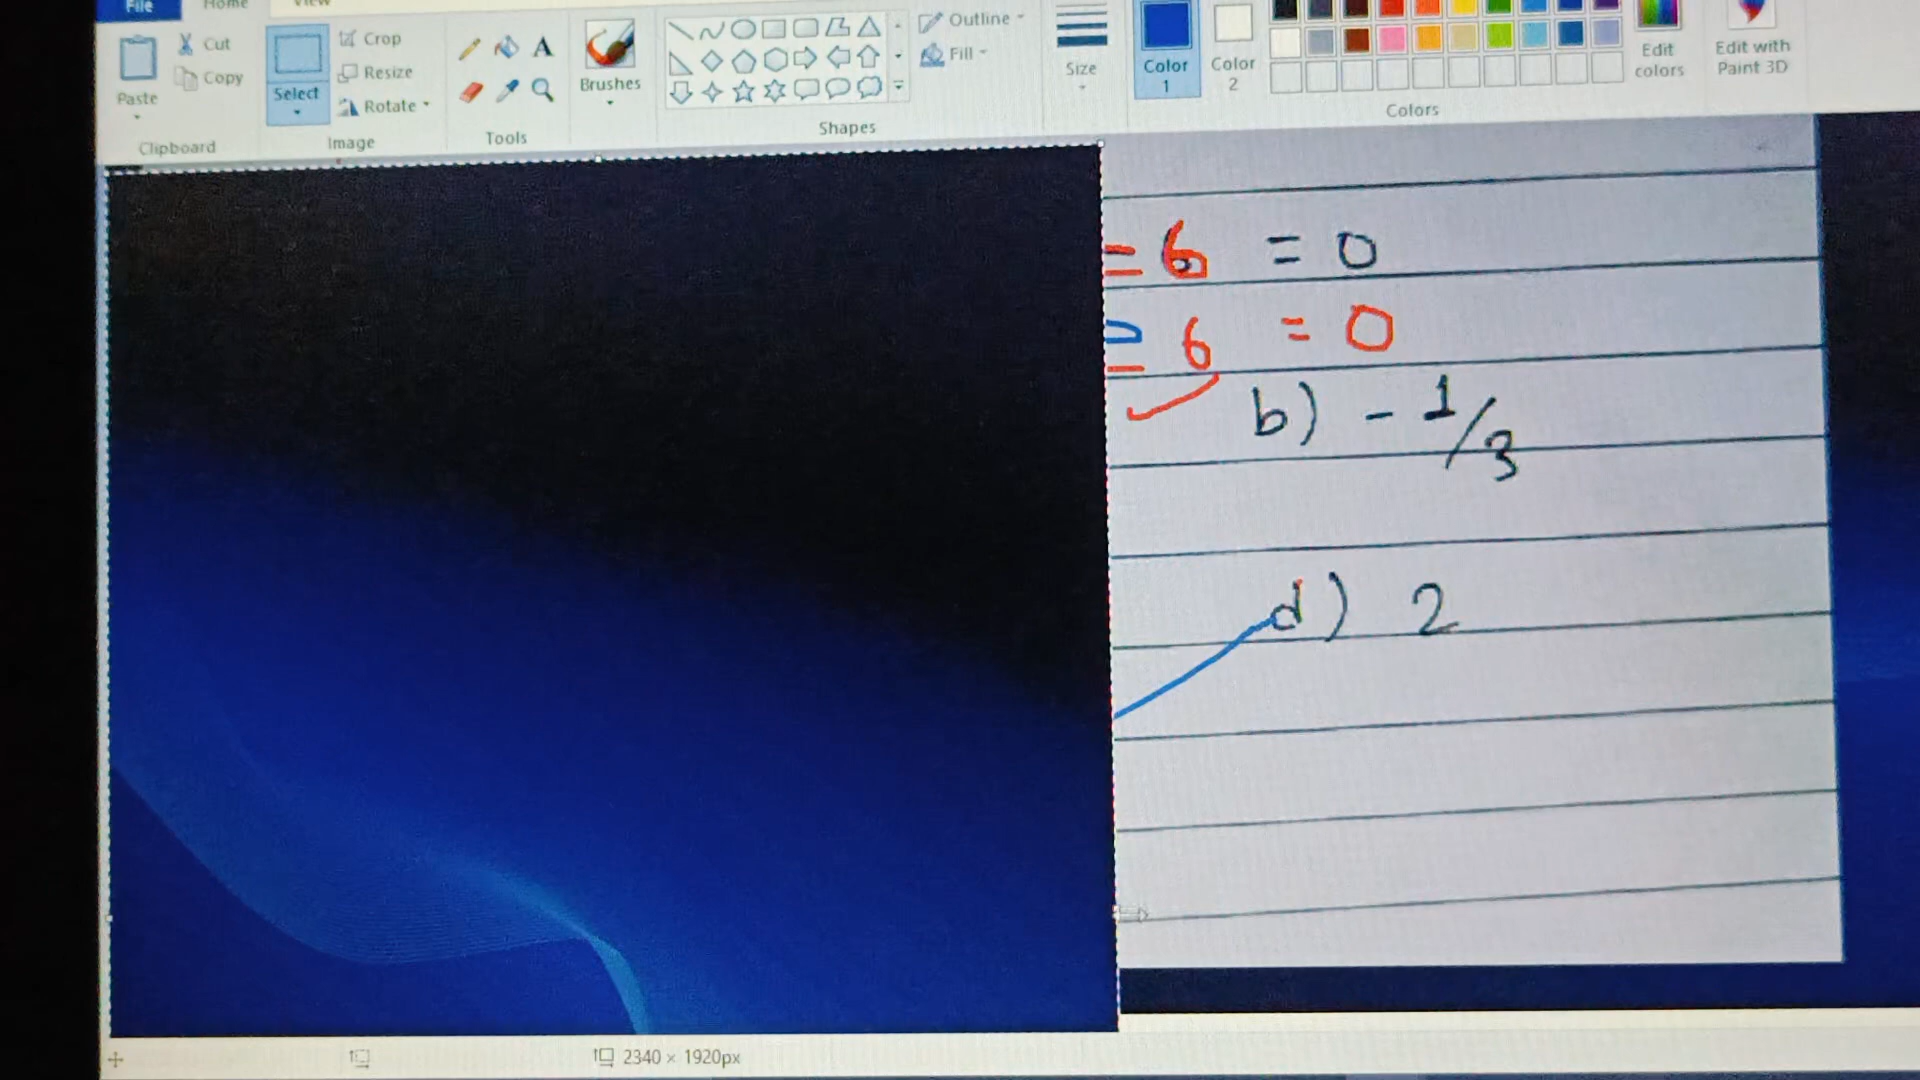 File Home View
Paste Cut Copy Select Crop Resize Rotate A Brushes Outline Fill Size Color 1 Color 2 Edit colors Edit with Paint 3D
Clipboard Image Tools Shapes Colors
= 6 = 0
= 6 = 0
b) - 1/3
d) 2
2340 × 1920px